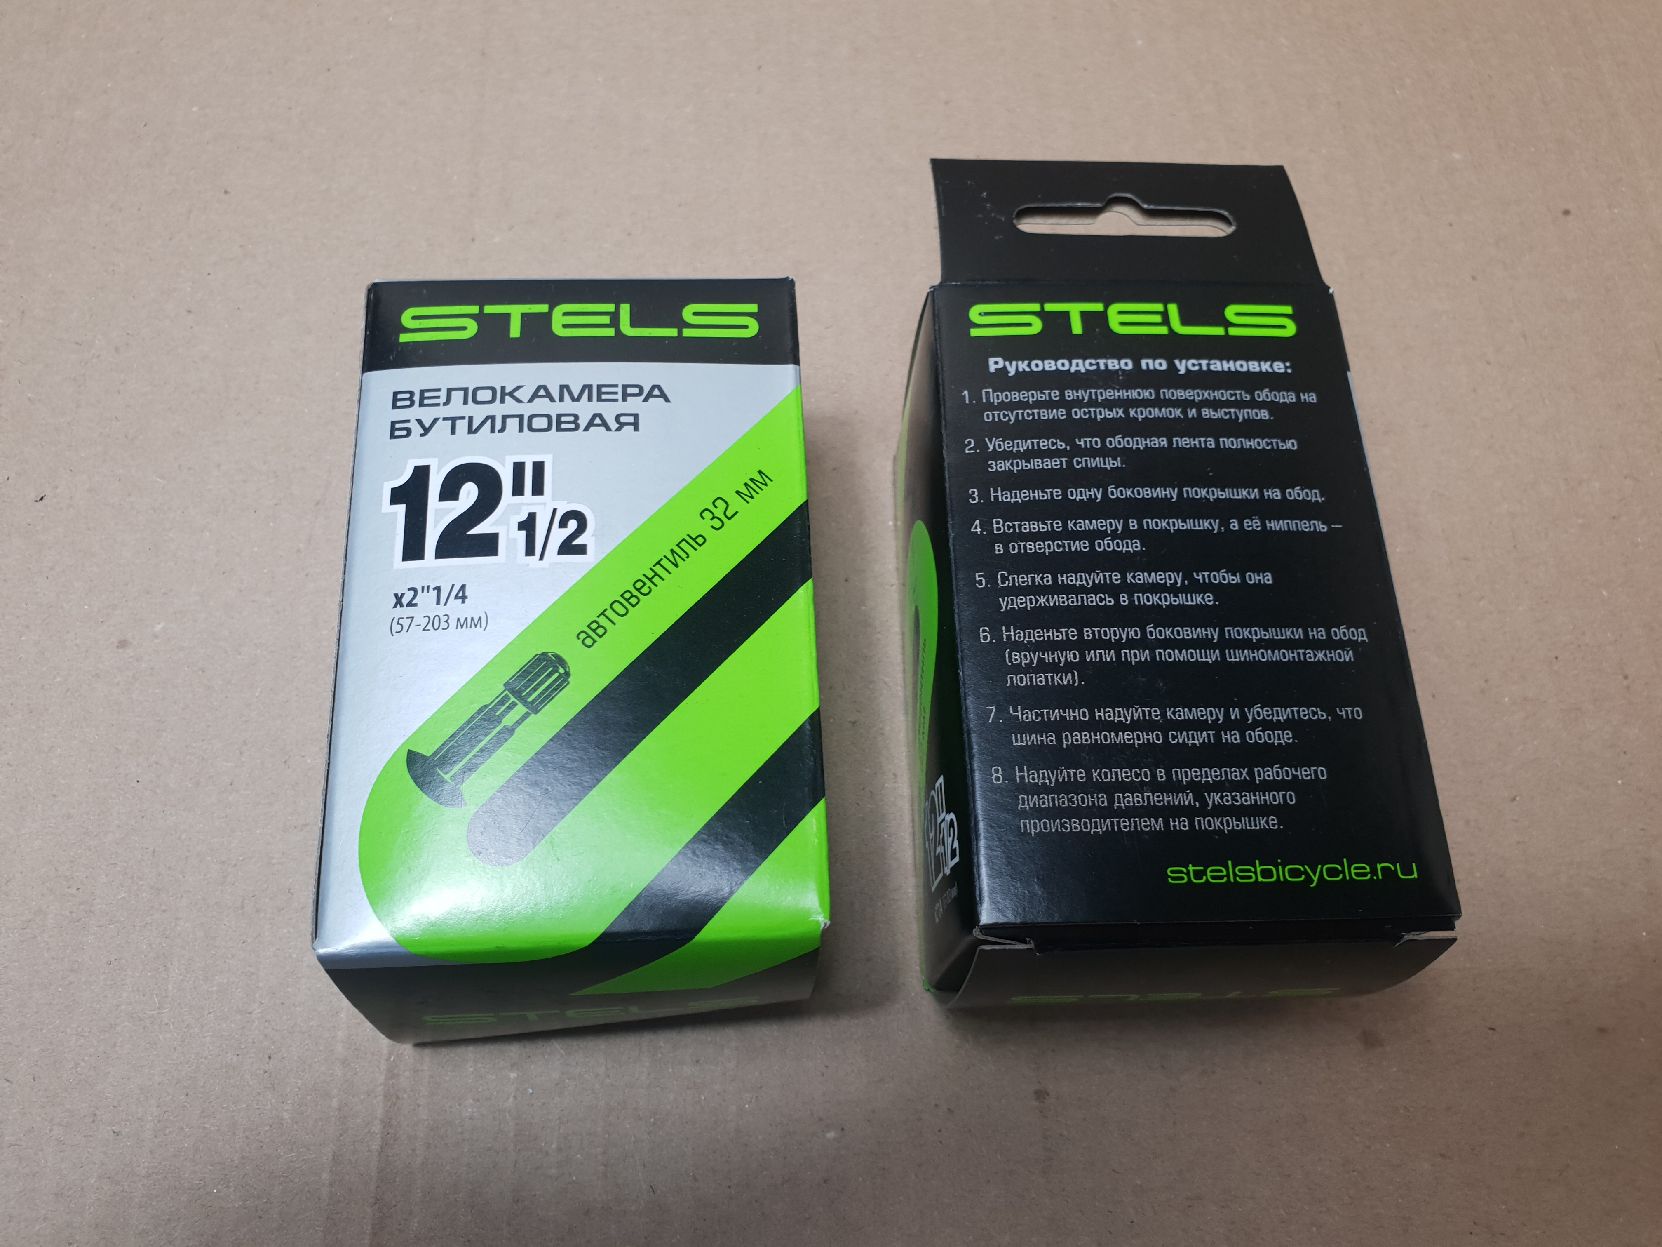 STELS
ВЕЛОКАМЕРА
БУТИЛОВАЯ
12" 1/2
x2"1/4
(57-203 мм)
автовентиль 32 мм
STELS
STELS
Руководство по установке:
1. Проверьте внутреннюю поверхность обода на
отсутствие острых кромок и выступов.
2. Убедитесь, что ободная лента полностью
закрывает спицы.
3. Наденьте одну боковину покрышки на обод.
4. Вставьте камеру в покрышку, а её ниппель –
в отверстие обода.
5. Слегка надуйте камеру, чтобы она
удерживалась в покрышке.
6. Наденьте вторую боковину покрышки на обод
(вручную или при помощи шиномонтажной
лопатки).
7. Частично надуйте камеру и убедитесь, что
шина равномерно сидит на ободе.
8. Надуйте колесо в пределах рабочего
диапазона давлений, указанного
производителем на покрышке.
stelsbicycle.ru
12" 1/2
STELS